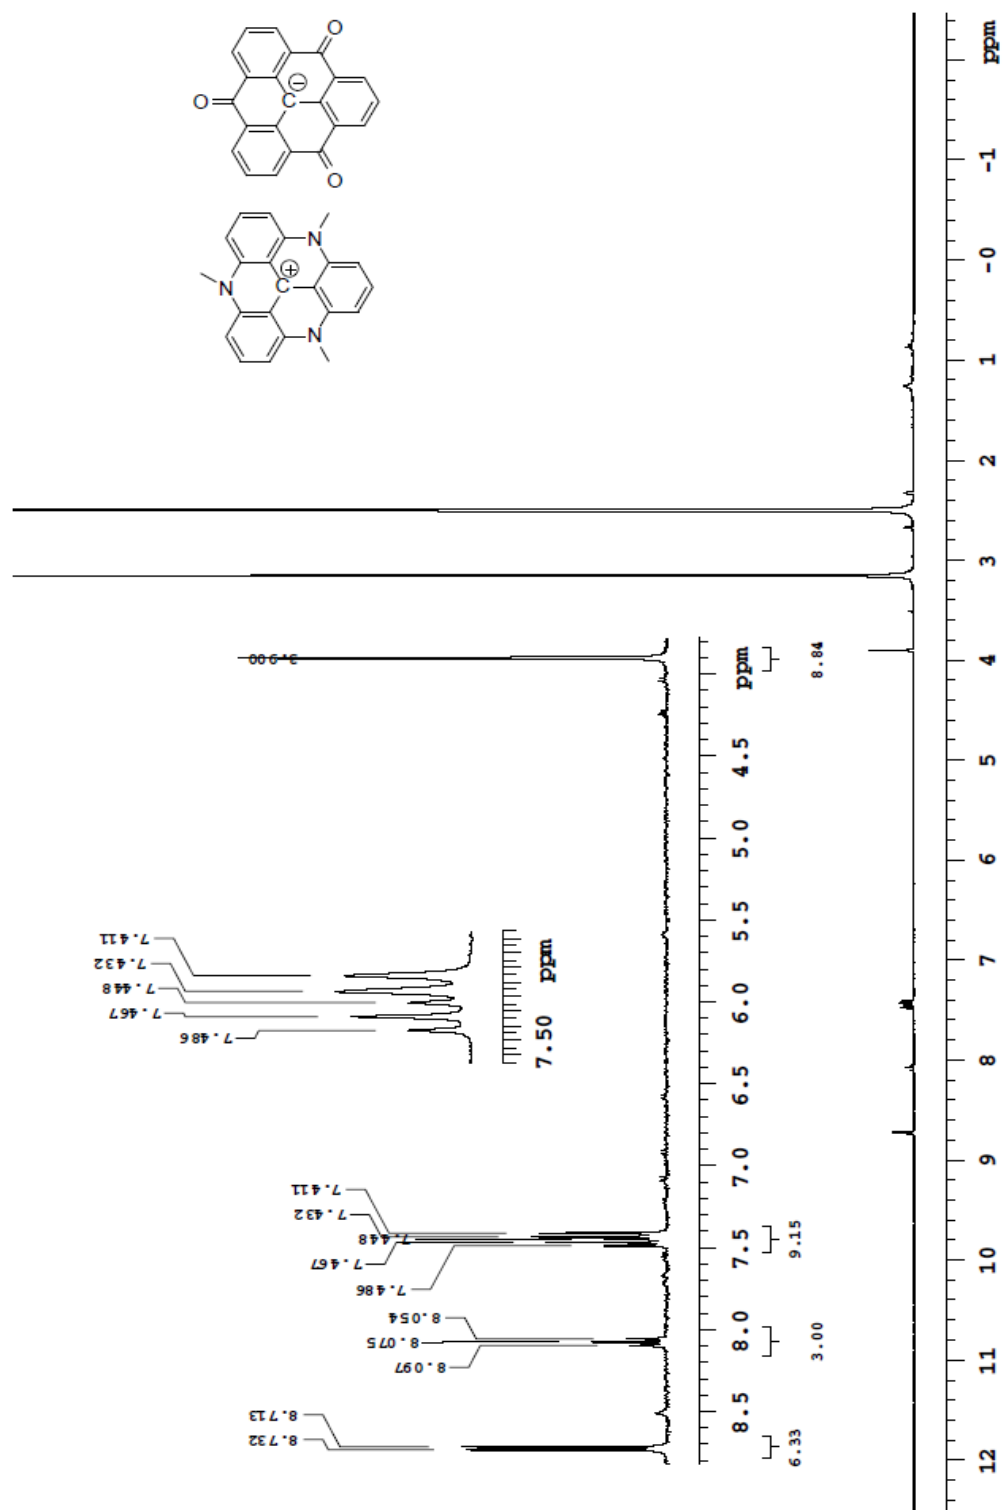 O
O
O
C
−
N
N
N
C
+
7.411
7.432
7.448
7.467
7.486
7.50 ppm
7.411
7.432
7.448
7.467
7.486
8.054
8.075
8.097
8.713
8.732
3.900
8.5 8.0 7.5 7.0 6.5 6.0 5.5 5.0 4.5 ppm
6.33 3.00 9.15 8.84
12 11 10 9 8 7 6 5 4 3 2 1 -0 -1 ppm